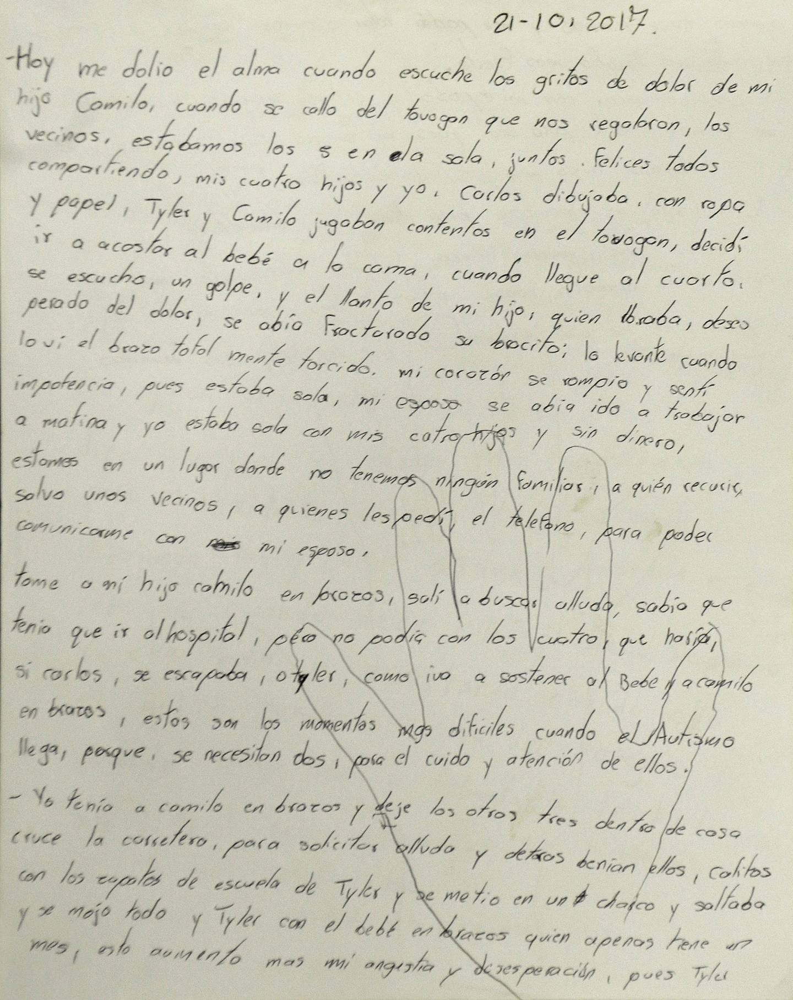 21-10, 2017.
-Hoy me dolio el alma cuando escuche los gritos de dolor de mi
hijo Camilo, cuando se callo del tovogan que nos regalaron, los
vecinos, estabamos los 5 en la sala, juntos. Felices todos
compartiendo, mis cuatro hijos y yo. Carlos dibujaba, con ropa
y papel, Tyler y Camilo jugaban contentos en el tovogan, decidí
ir a acostar al bebé a la cama, cuando llegue al cuarto.
se escucho, un golpe, y el llanto de mi hijo, quien lloraba, deses
perado del dolor, se abía Fracturado su bracito; lo levante cuando
lo vi el brazo total mente torcido. mi corazón se rompio y sentí
impotencia, pues estaba sola, mi esposo se abia ido a trabajar
a matina y yo estaba sola con mis catro hijos y sin dinero,
estamos en un lugar donde no tenemos ningún familiar, a quién recurir,
salvo unos vecinos, a quienes les pedí, el telefono, para poder
comunicarme con mi esposo.
tome a mi hijo camilo en brazos, salí a buscar alluda, sabia que
tenia que ir al hospital, pero no podia con los cuatro, que haría,
si carlos, se escapaba, o tyler, como iva a sostener al Bebe y a camilo
en brazos, estos son los momentos mas dificiles cuando el Autismo
llega, porque, se necesitan dos, para el cuido y atención de ellos.
- Yo tenía a camilo en brazos y deje los otros tres dentro de casa
cruce la carretera, para solicitar alluda y detras benian ellos, calitos
con los zapatos de escuela de Tyler y se metio en un charco y saltaba
y se mojo todo y Tyler con el bebé en brazos quien apenas tiene un
mes, esto aumento mas mi angustia y desesperación, pues Tyler